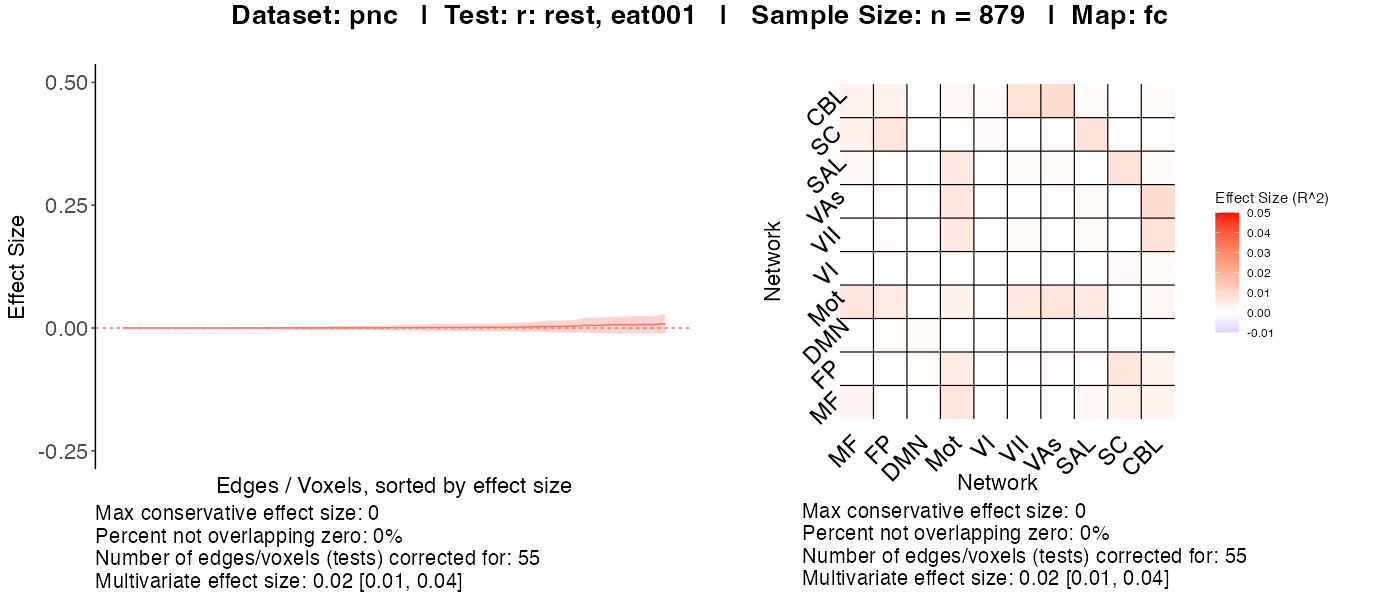 Dataset: pnc | Test: r: rest, eat001 | Sample Size: n = 879 | Map: fc
0.50
0.25
0.00
-0.25
Effect Size
Edges / Voxels, sorted by effect size
Max conservative effect size: 0
Percent not overlapping zero: 0%
Number of edges/voxels (tests) corrected for: 55
Multivariate effect size: 0.02 [0.01, 0.04]
Network
CBL
SC
SAL
VAs
VII
VI
Mot
DMN
FP
MF
MF FP DMN Mot VI VII VAs SAL SC CBL
Network
Effect Size (R^2)
0.05
0.04
0.03
0.02
0.01
0.00
-0.01
Max conservative effect size: 0
Percent not overlapping zero: 0%
Number of edges/voxels (tests) corrected for: 55
Multivariate effect size: 0.02 [0.01, 0.04]